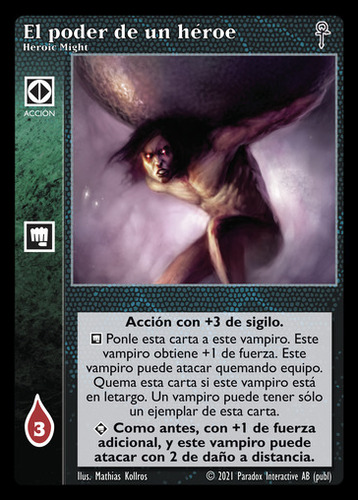 El poder de un héroe
Heroic Might
ACCIÓN
Acción con +3 de sigilo.
Ponle esta carta a este vampiro. Este
vampiro obtiene +1 de fuerza. Este
vampiro puede atacar quemando equipo.
Quema esta carta si este vampiro está
en letargo. Un vampiro puede tener sólo
un ejemplar de esta carta.
Como antes, con +1 de fuerza
adicional, y este vampiro puede
atacar con 2 de daño a distancia.
3
Ilus. Mathias Kollros © 2021 Paradox Interactive AB (publ)